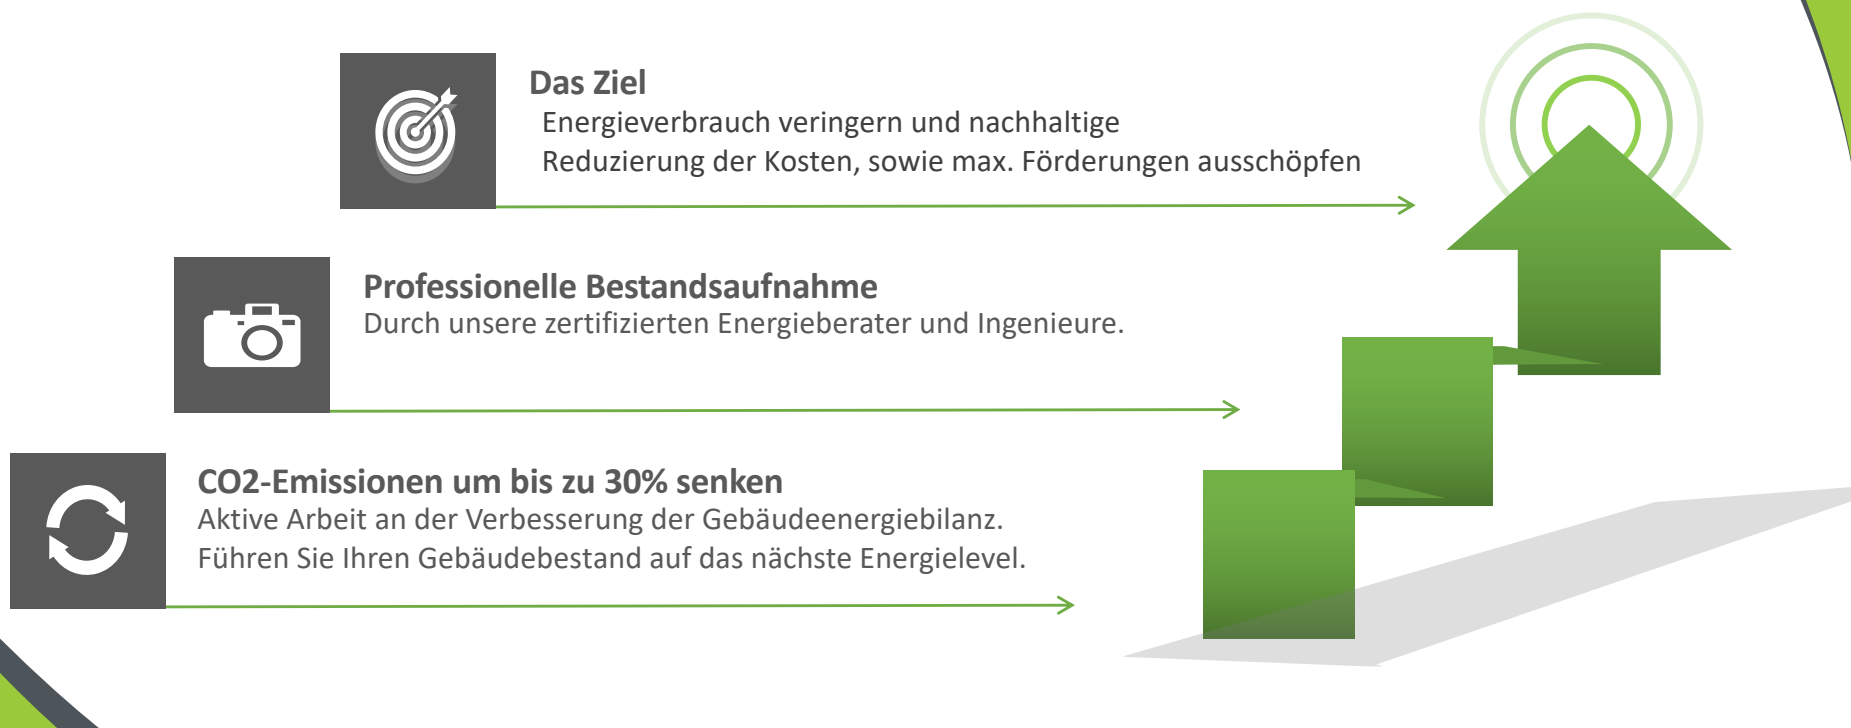 Das Ziel
Energieverbrauch veringern und nachhaltige
Reduzierung der Kosten, sowie max. Förderungen ausschöpfen
Professionelle Bestandsaufnahme
Durch unsere zertifizierten Energieberater und Ingenieure.
CO2-Emissionen um bis zu 30% senken
Aktive Arbeit an der Verbesserung der Gebäudeenergiebilanz.
Führen Sie Ihren Gebäudebestand auf das nächste Energielevel.